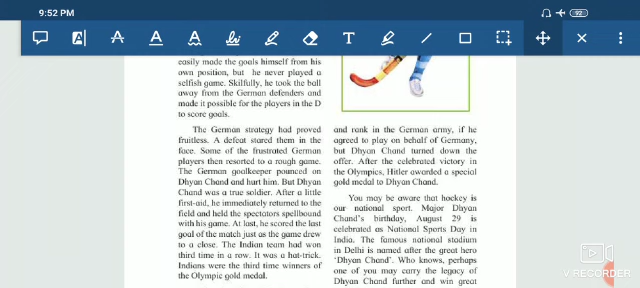 9:52 PM
92
easily made the goals himself from his
own position, but he never played a
selfish game. Skilfully, he took the ball
away from the German defenders and
made it possible for the players in the D
to score goals.
The German strategy had proved
fruitless. A defeat stared them in the
face. Some of the frustrated German
players then resorted to a rough game.
The German goalkeeper pounced on
Dhyan Chand and hurt him. But Dhyan
Chand was a true soldier. After a little
first-aid, he immediately returned to the
field and held the spectators spellbound
with his game. At last, he scored the last
goal of the match just as the game drew
to a close. The Indian team had won
third time in a row. It was a hat-trick.
Indians were the third time winners of
the Olympic gold medal.
and rank in the German army, if he
agreed to play on behalf of Germany,
but Dhyan Chand turned down the
offer. After the celebrated victory in
the Olympics, Hitler awarded a special
gold medal to Dhyan Chand.
You may be aware that hockey is
our national sport. Major Dhyan
Chand's birthday, August 29 is
celebrated as National Sports Day in
India. The famous national stadium
in Delhi is named after the great hero
'Dhyan Chand'. Who knows, perhaps
one of you may carry the legacy of
Dhyan Chand further and win great
V RECORDER